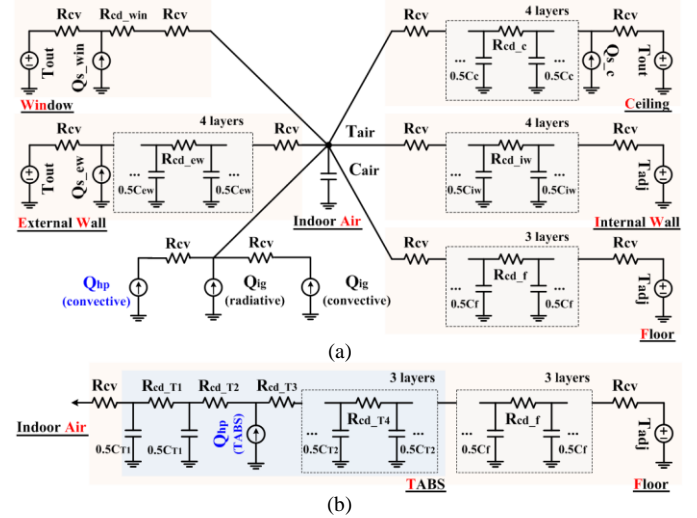 Rcv Rcd_win Rcv
Tout
Qs_win
Window
4 layers
Rcv Rcd_c Rcv
... ...
0.5Cc 0.5Cc
Qs_c
Tout
Ceiling
4 layers
Rcv Rcd_ew Rcv
Tout
Qs_ew
... ...
0.5Cew 0.5Cew
External Wall
Tair
Cair
Indoor Air
4 layers
Rcv Rcd_iw Rcv
... ...
0.5Ciw 0.5Ciw
Tadj
Internal Wall
Rcv Rcv
Qhp
(convective)
Qig
(radiative)
Qig
(convective)
3 layers
Rcv Rcd_f Rcv
... ...
0.5Cf 0.5Cf
Tadj
Floor
(a)
3 layers 3 layers
Rcv Rcd_T1 Rcd_T2 Rcd_T3 Rcd_T4 Rcd_f Rcv
Indoor Air
0.5CT1 0.5CT1
Qhp
(TABS)
... ...
0.5CT2 0.5CT2
... ...
0.5Cf 0.5Cf
Tadj
TABS
Floor
(b)